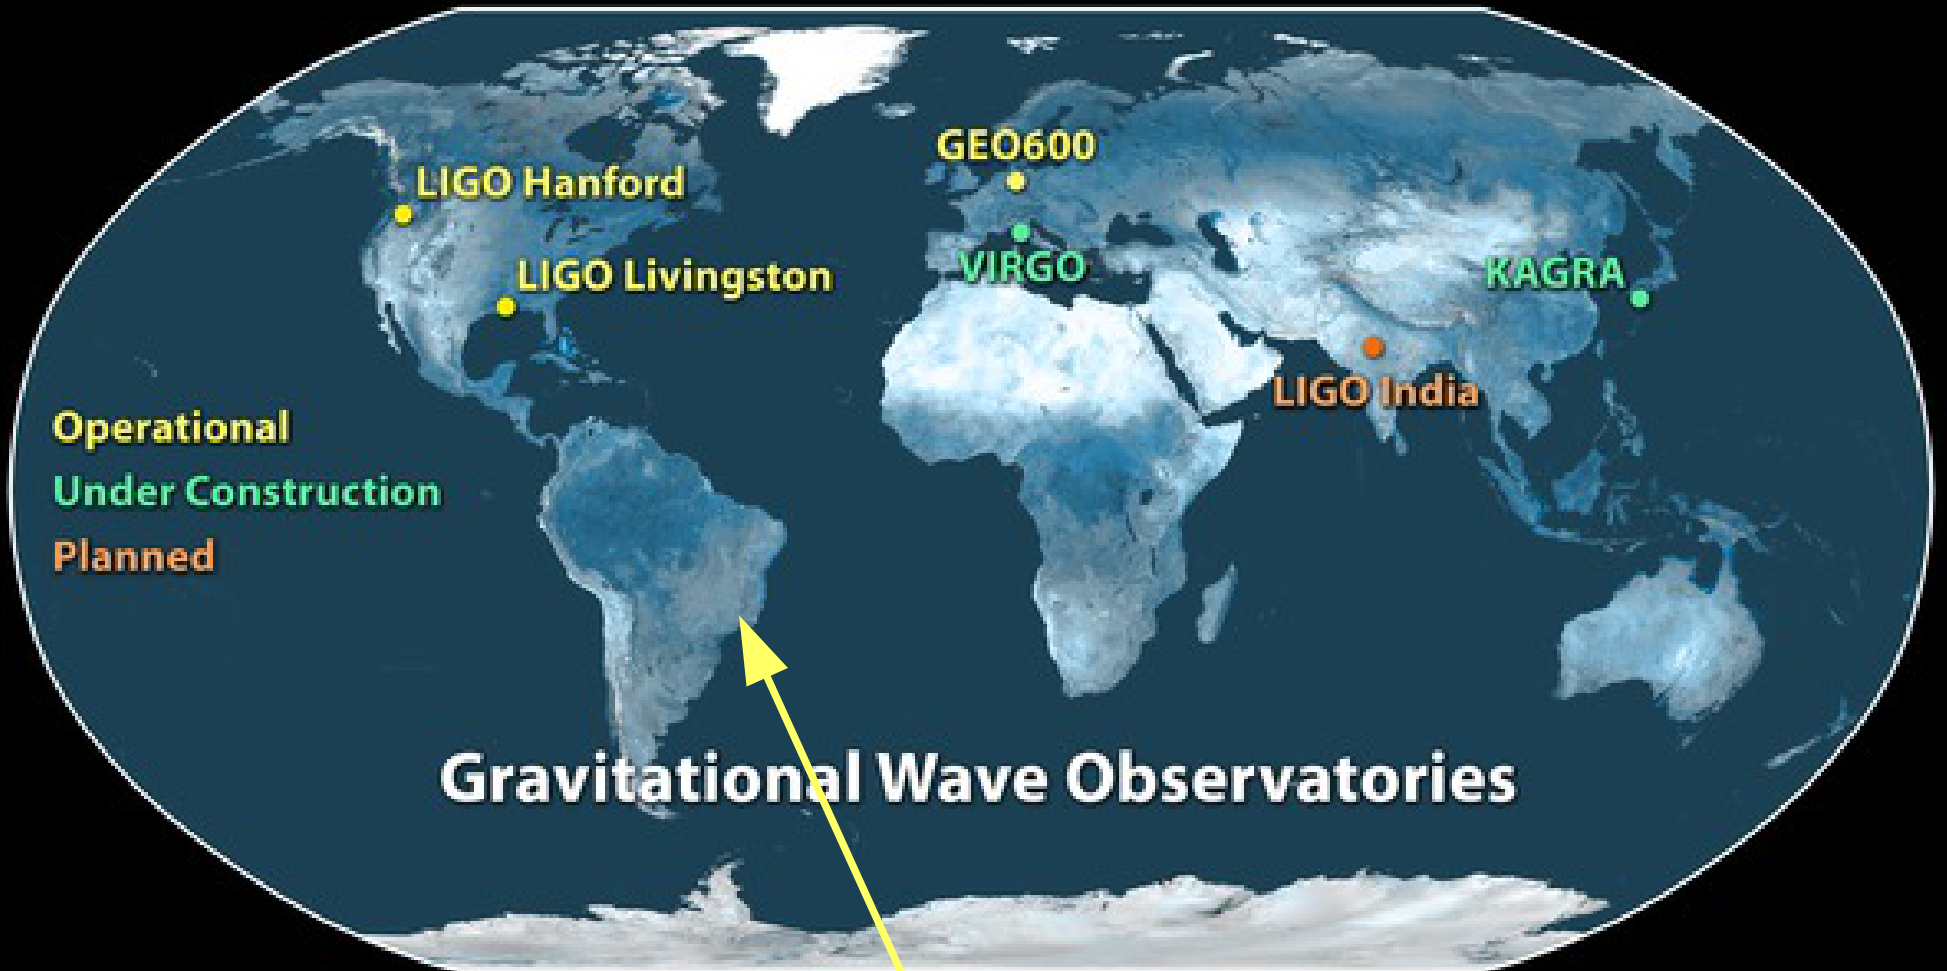 GEO600
LIGO Hanford
LIGO Livingston
VIRGO
KAGRA
LIGO India
Operational
Under Construction
Planned
Gravitational Wave Observatories